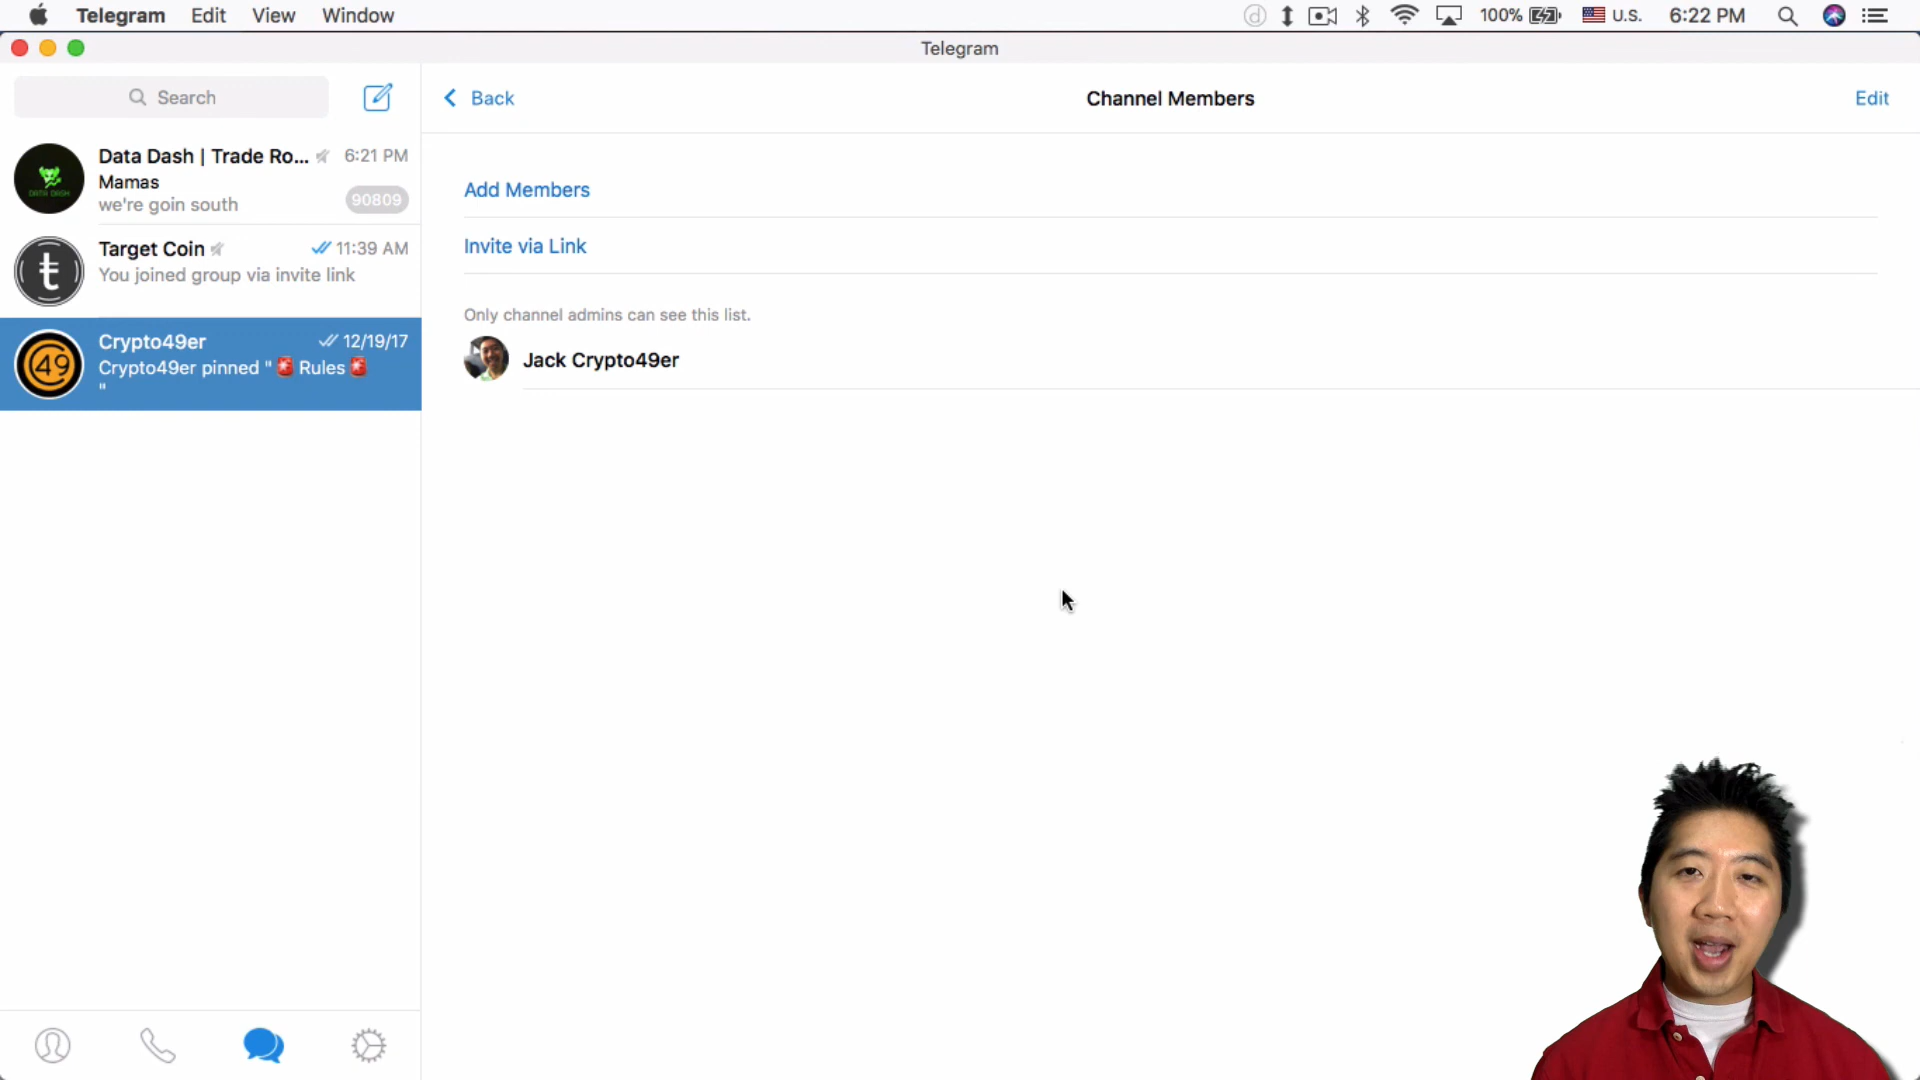 Telegram Edit View Window 100% U.S. 6:22 PM
Telegram
Search
Back
Channel Members
Edit
Data Dash | Trade Ro... 6:21 PM
Mamas
we're goin south 90809
DATA DASH
Target Coin 11:39 AM
You joined group via invite link
Crypto49er 12/19/17
Crypto49er pinned "🚨 Rules 🚨
"
49
Add Members
Invite via Link
Only channel admins can see this list.
Jack Crypto49er